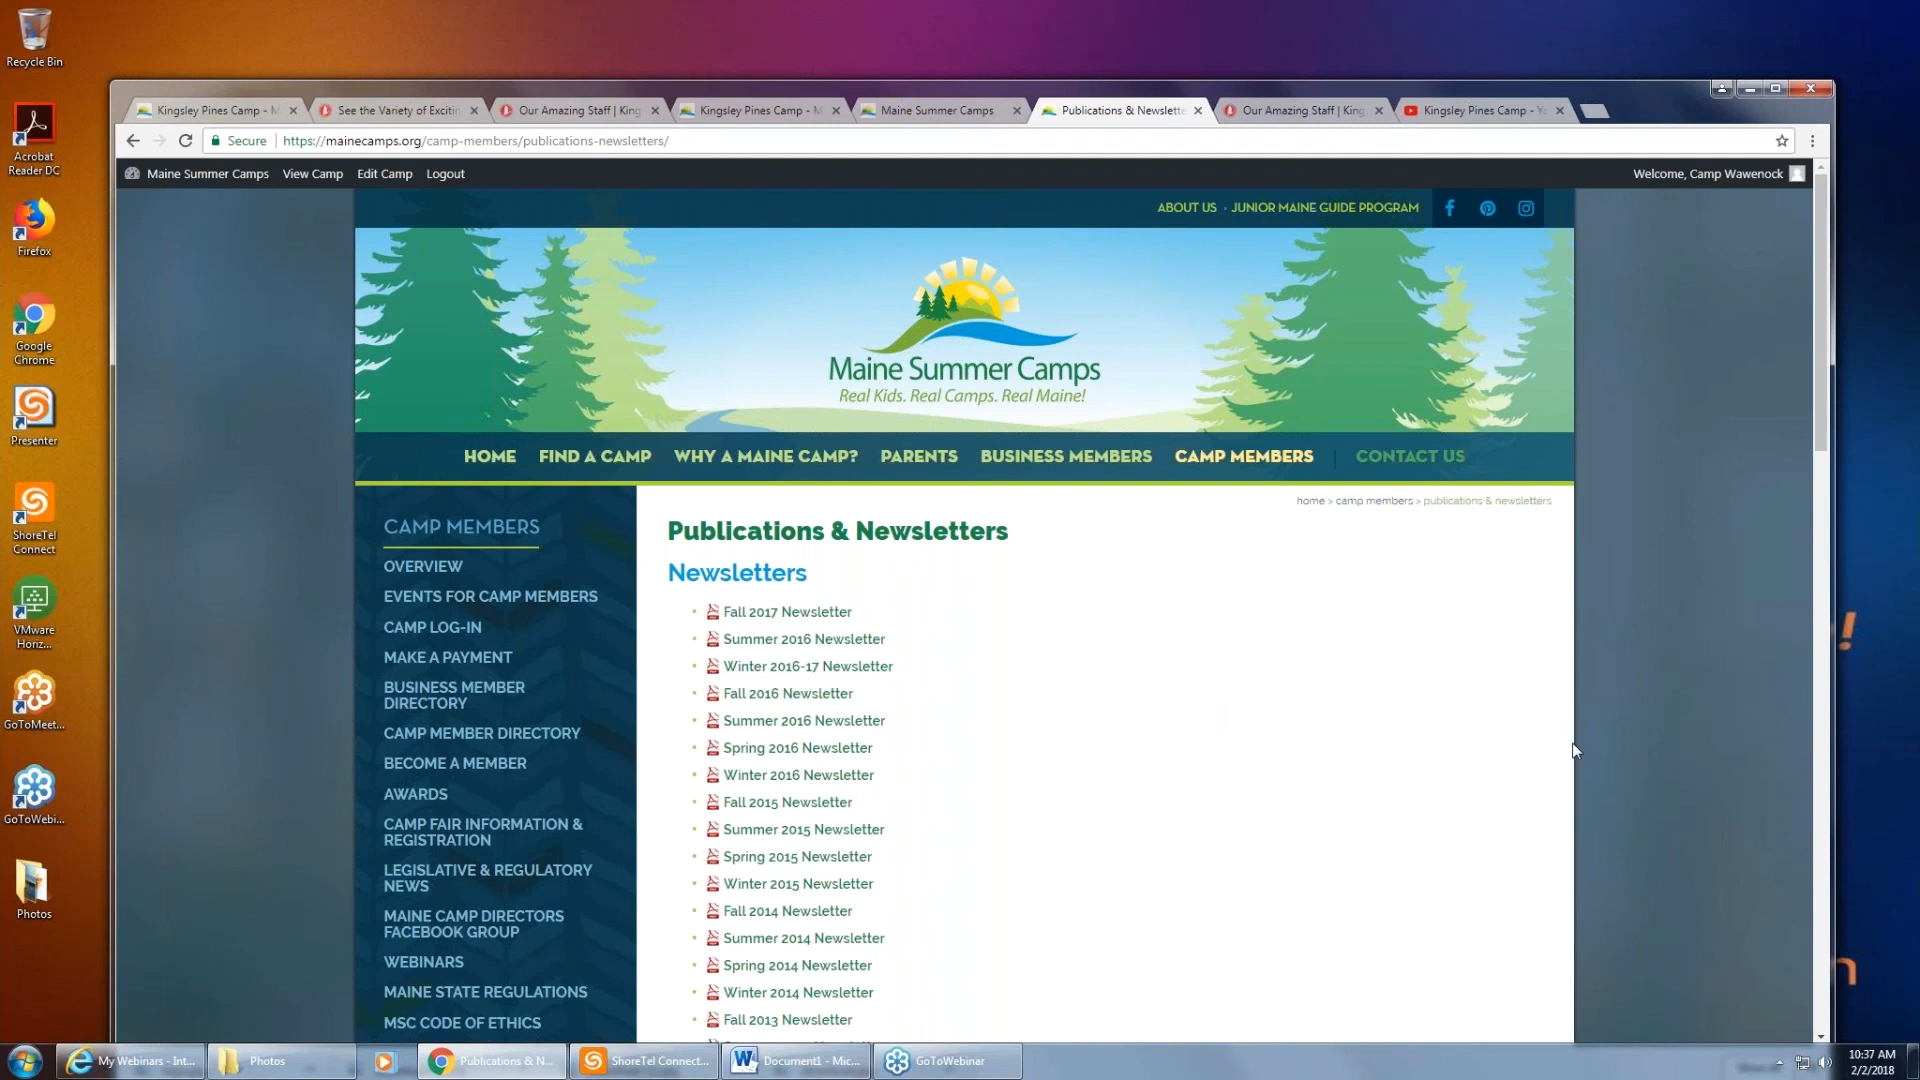 Recycle Bin
Acrobat
Reader DC
Firefox
Google
Chrome
Presenter
ShoreTel
Connect
VMware
Horiz...
GoToMeet...
GoToWebi...
Photos
Kingsley Pines Camp - M
See the Variety of Excitin
Our Amazing Staff | King
Kingsley Pines Camp - M
Maine Summer Camps
Publications & Newslette
Our Amazing Staff | King
Kingsley Pines Camp - Yo
Secure
https://mainecamps.org/camp-members/publications-newsletters/
Maine Summer Camps
View Camp
Edit Camp
Logout
Welcome, Camp Wawenock
ABOUT US • JUNIOR MAINE GUIDE PROGRAM
Maine Summer Camps
Real Kids. Real Camps. Real Maine!
HOME
FIND A CAMP
WHY A MAINE CAMP?
PARENTS
BUSINESS MEMBERS
CAMP MEMBERS
CONTACT US
home > camp members > publications & newsletters
CAMP MEMBERS
OVERVIEW
EVENTS FOR CAMP MEMBERS
CAMP LOG-IN
MAKE A PAYMENT
BUSINESS MEMBER
DIRECTORY
CAMP MEMBER DIRECTORY
BECOME A MEMBER
AWARDS
CAMP FAIR INFORMATION &
REGISTRATION
LEGISLATIVE & REGULATORY
NEWS
MAINE CAMP DIRECTORS
FACEBOOK GROUP
WEBINARS
MAINE STATE REGULATIONS
MSC CODE OF ETHICS
Publications & Newsletters
Newsletters
Fall 2017 Newsletter
Summer 2016 Newsletter
Winter 2016-17 Newsletter
Fall 2016 Newsletter
Summer 2016 Newsletter
Spring 2016 Newsletter
Winter 2016 Newsletter
Fall 2015 Newsletter
Summer 2015 Newsletter
Spring 2015 Newsletter
Winter 2015 Newsletter
Fall 2014 Newsletter
Summer 2014 Newsletter
Spring 2014 Newsletter
Winter 2014 Newsletter
Fall 2013 Newsletter
My Webinars - Int...
Photos
Publications & N...
ShoreTel Connect...
Document1 - Mic...
GoToWebinar
10:37 AM
2/2/2018